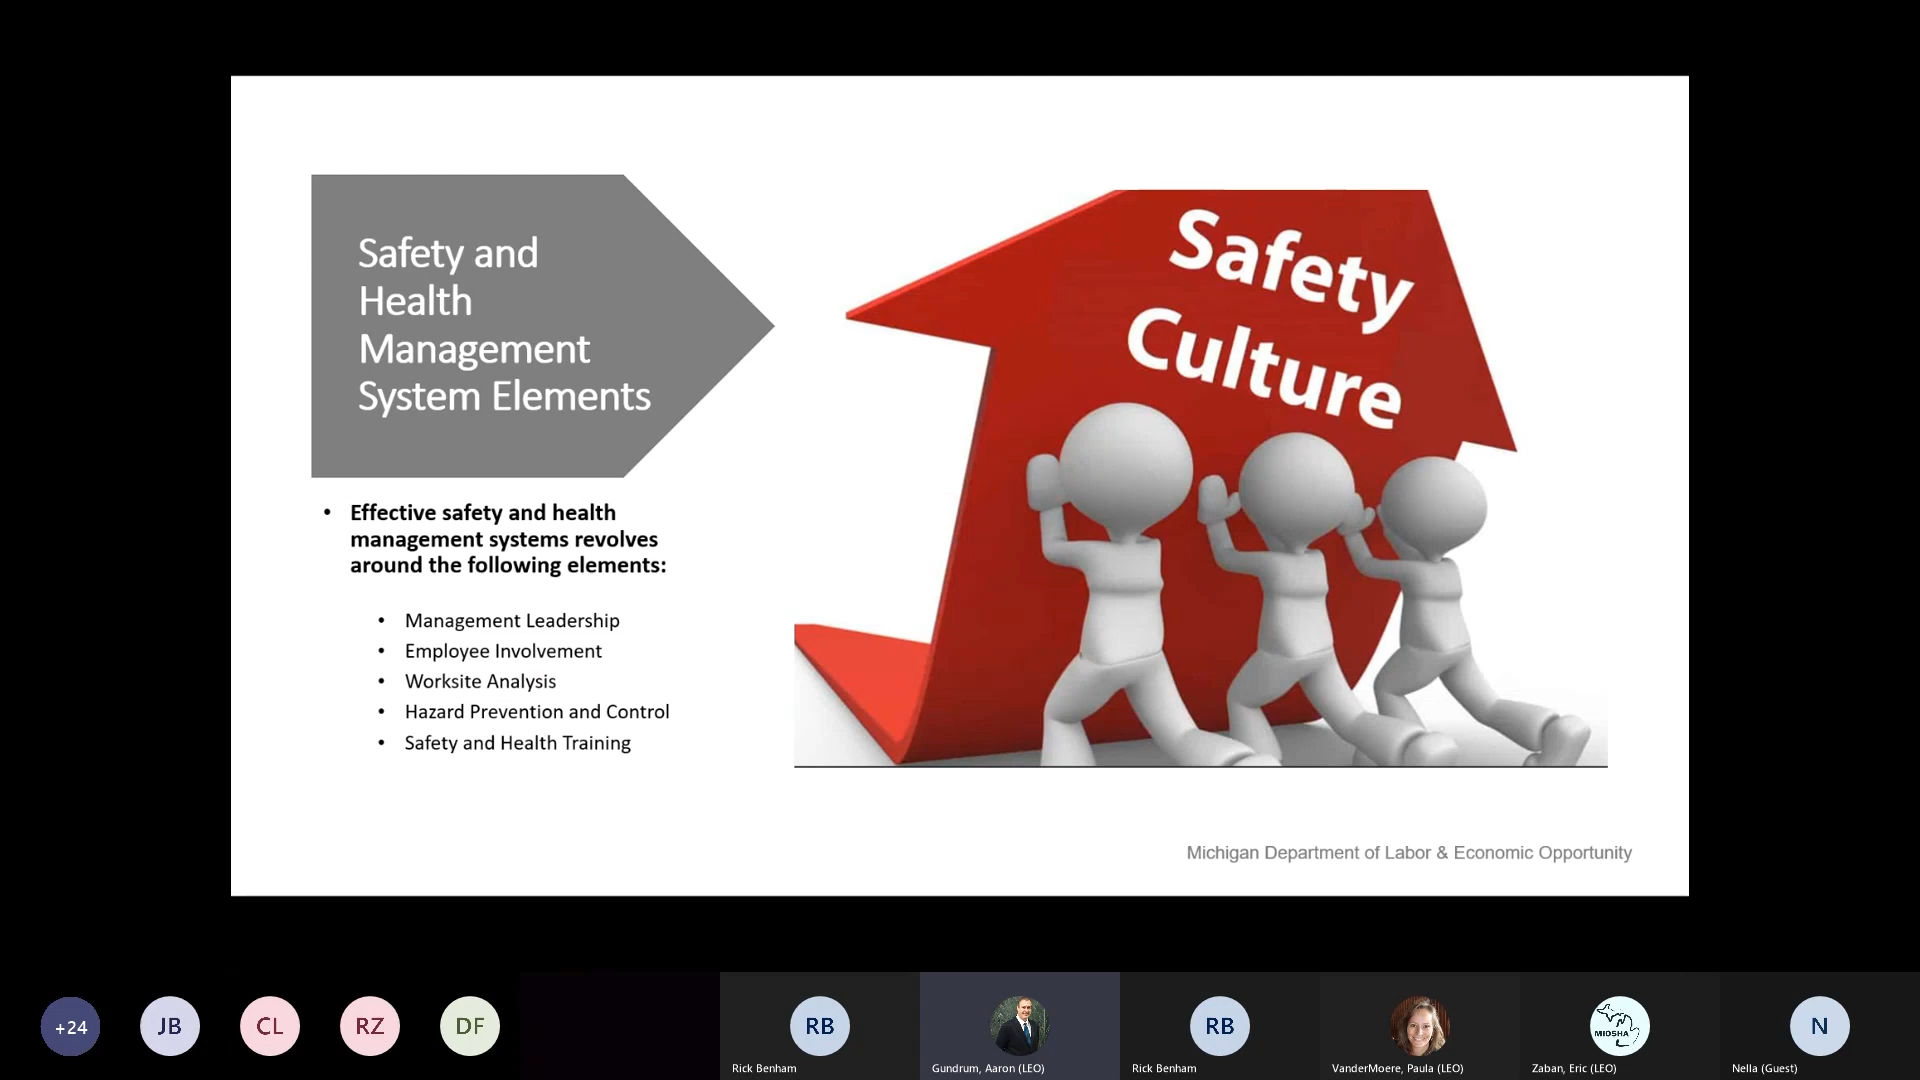 Safety and
Health
Management
System Elements
Safety
Culture
• Effective safety and health
management systems revolves
around the following elements:
• Management Leadership
• Employee Involvement
• Worksite Analysis
• Hazard Prevention and Control
• Safety and Health Training
Michigan Department of Labor & Economic Opportunity
+24
JB
CL
RZ
DF
RB
RB
MIOSHA
N
Rick Benham
Gundrum, Aaron (LEO)
Rick Benham
VanderMoere, Paula (LEO)
Zaban, Eric (LEO)
Nella (Guest)